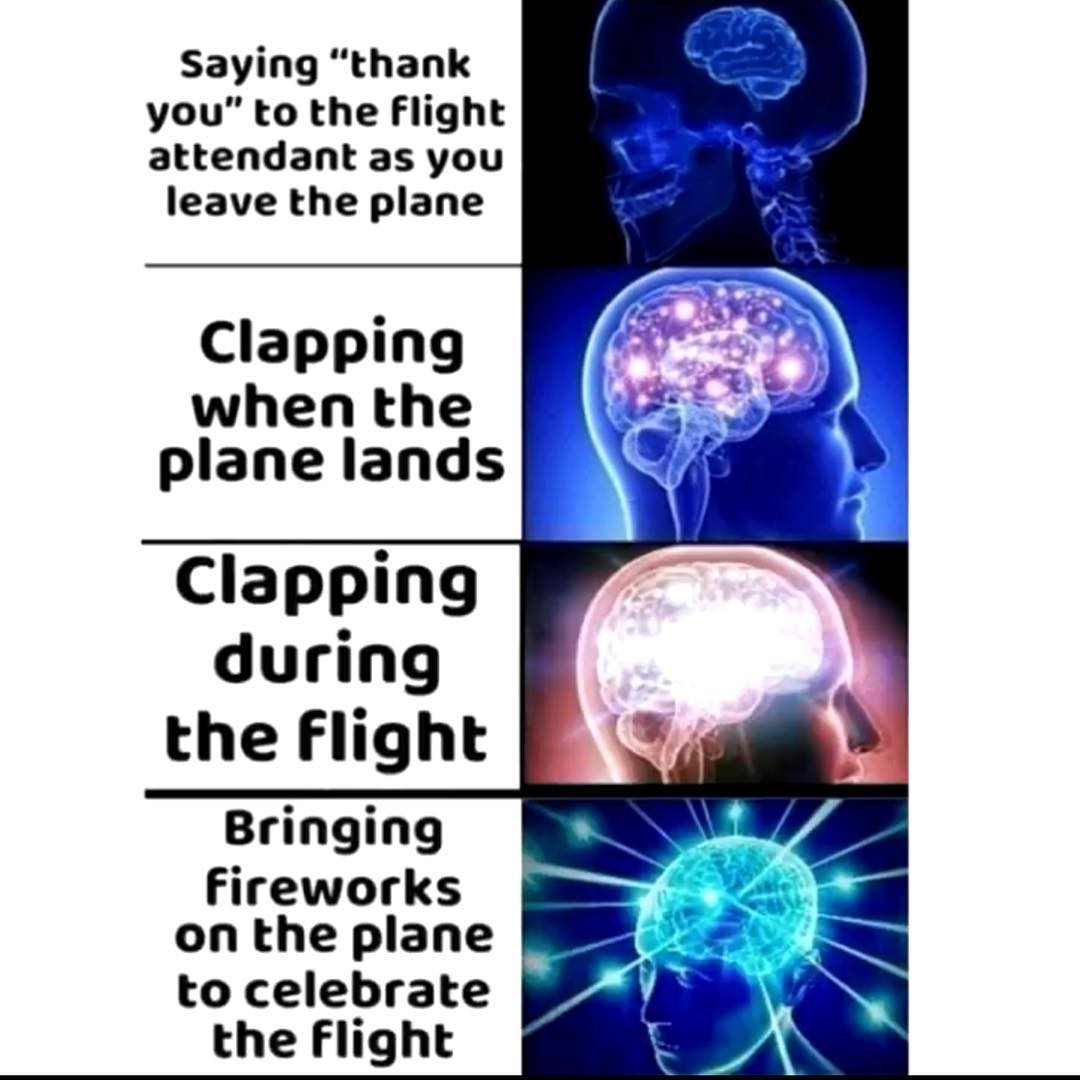 Saying “thank
you” to the flight
attendant as you
leave the plane
Clapping
when the
plane lands
Clapping
during
the flight
Bringing
fireworks
on the plane
to celebrate
the flight